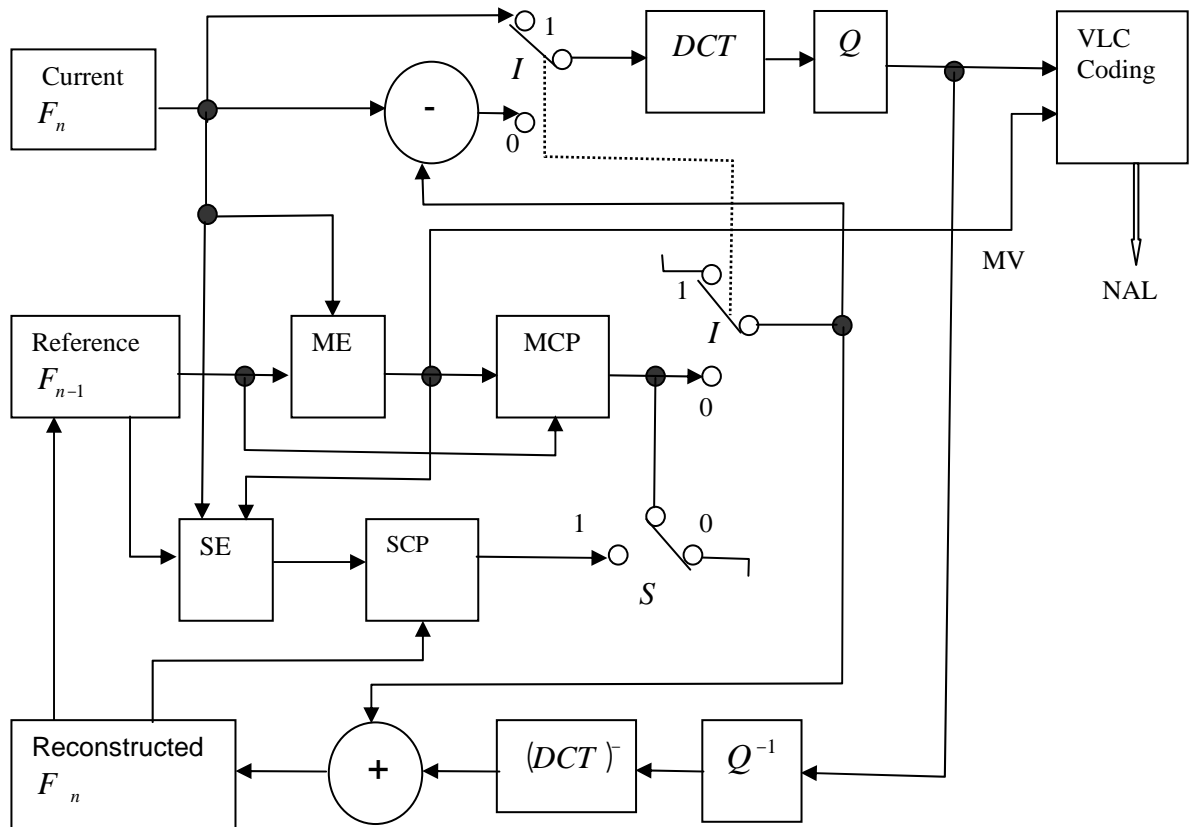 Current
F_n
1
I
0
-
DCT
Q
VLC
Coding
MV
NAL
Reference
F_{n-1}
ME
MCP
1
I
0
SE
SCP
1
0
S
Reconstructed
F_n
+
(DCT)^-
Q^{-1}